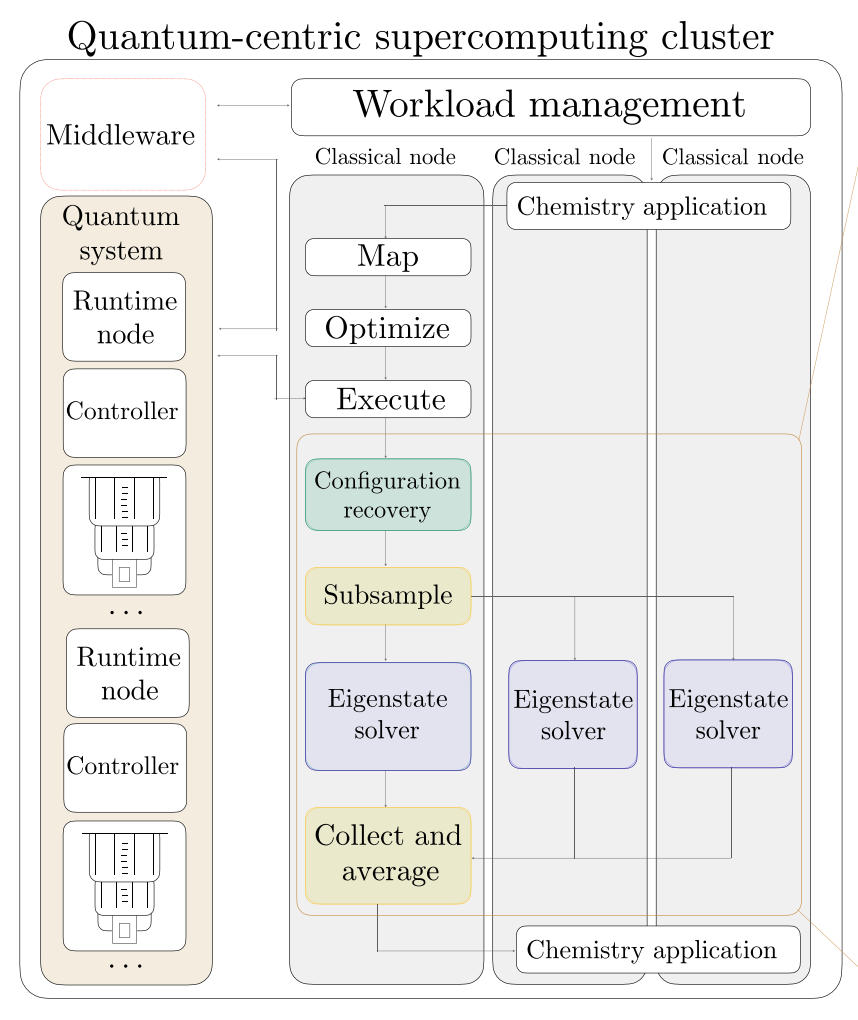 Quantum-centric supercomputing cluster
Middleware
Workload management
Classical node
Classical node
Classical node
Quantum
system
Runtime
node
Controller
...
Runtime
node
Controller
...
Chemistry application
Map
Optimize
Execute
Configuration
recovery
Subsample
Eigenstate
solver
Eigenstate
solver
Eigenstate
solver
Collect and
average
Chemistry application